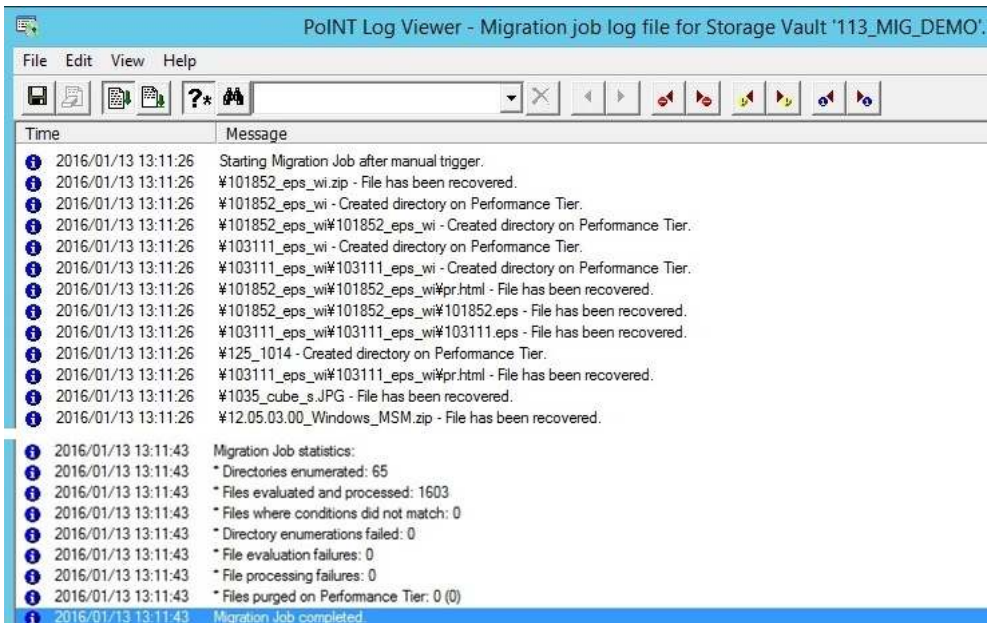 PoINT Log Viewer - Migration job log file for Storage Vault '113_MIG_DEMO'.
File Edit View Help
Time Message
2016/01/13 13:11:26 Starting Migration Job after manual trigger.
2016/01/13 13:11:26 ¥101852_eps_wi.zip - File has been recovered.
2016/01/13 13:11:26 ¥101852_eps_wi - Created directory on Performance Tier.
2016/01/13 13:11:26 ¥101852_eps_wi¥101852_eps_wi - Created directory on Performance Tier.
2016/01/13 13:11:26 ¥103111_eps_wi - Created directory on Performance Tier.
2016/01/13 13:11:26 ¥103111_eps_wi¥103111_eps_wi - Created directory on Performance Tier.
2016/01/13 13:11:26 ¥101852_eps_wi¥101852_eps_wi¥pr.html - File has been recovered.
2016/01/13 13:11:26 ¥101852_eps_wi¥101852_eps_wi¥101852.eps - File has been recovered.
2016/01/13 13:11:26 ¥103111_eps_wi¥103111_eps_wi¥103111.eps - File has been recovered.
2016/01/13 13:11:26 ¥125_1014 - Created directory on Performance Tier.
2016/01/13 13:11:26 ¥103111_eps_wi¥103111_eps_wi¥pr.html - File has been recovered.
2016/01/13 13:11:26 ¥1035_cube_s.JPG - File has been recovered.
2016/01/13 13:11:26 ¥12.05.03.00_Windows_MSM.zip - File has been recovered.
2016/01/13 13:11:43 Migration Job statistics:
2016/01/13 13:11:43 * Directories enumerated: 65
2016/01/13 13:11:43 * Files evaluated and processed: 1603
2016/01/13 13:11:43 * Files where conditions did not match: 0
2016/01/13 13:11:43 * Directory enumerations failed: 0
2016/01/13 13:11:43 * File evaluation failures: 0
2016/01/13 13:11:43 * File processing failures: 0
2016/01/13 13:11:43 * Files purged on Performance Tier: 0 (0)
2016/01/13 13:11:43 Migration Job completed.